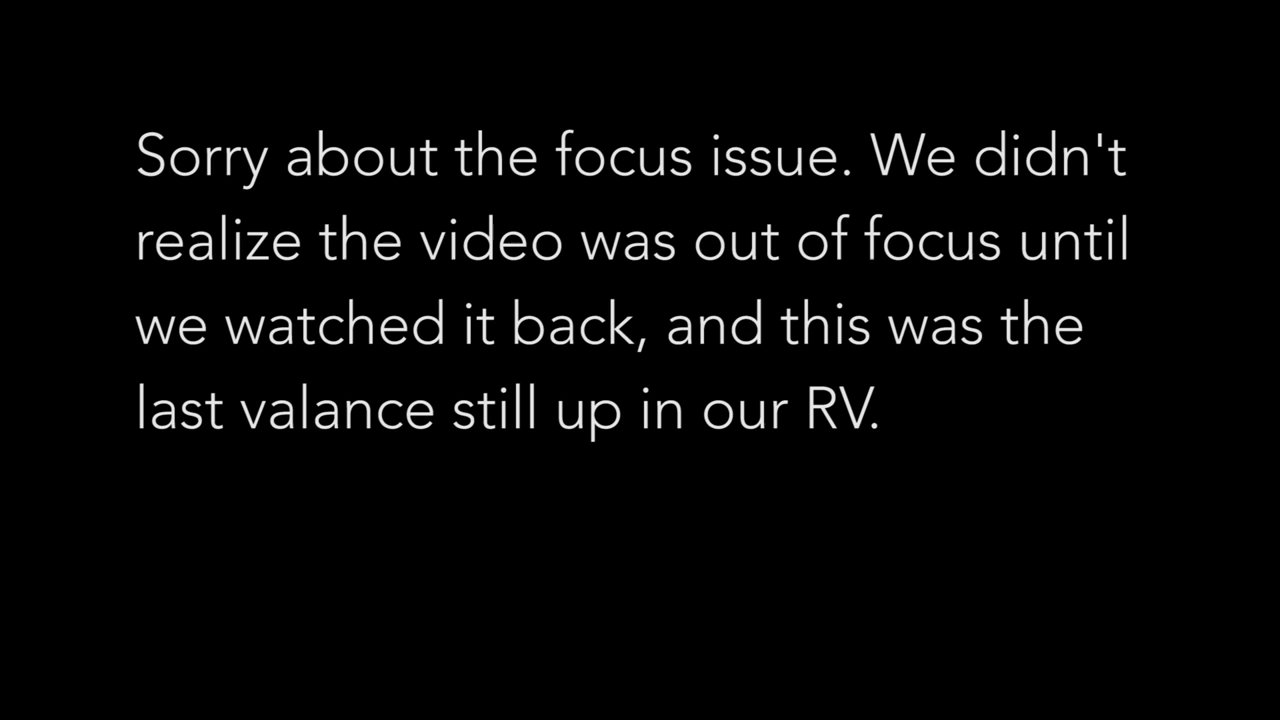 Sorry about the focus issue. We didn't
realize the video was out of focus until
we watched it back, and this was the
last valance still up in our RV.